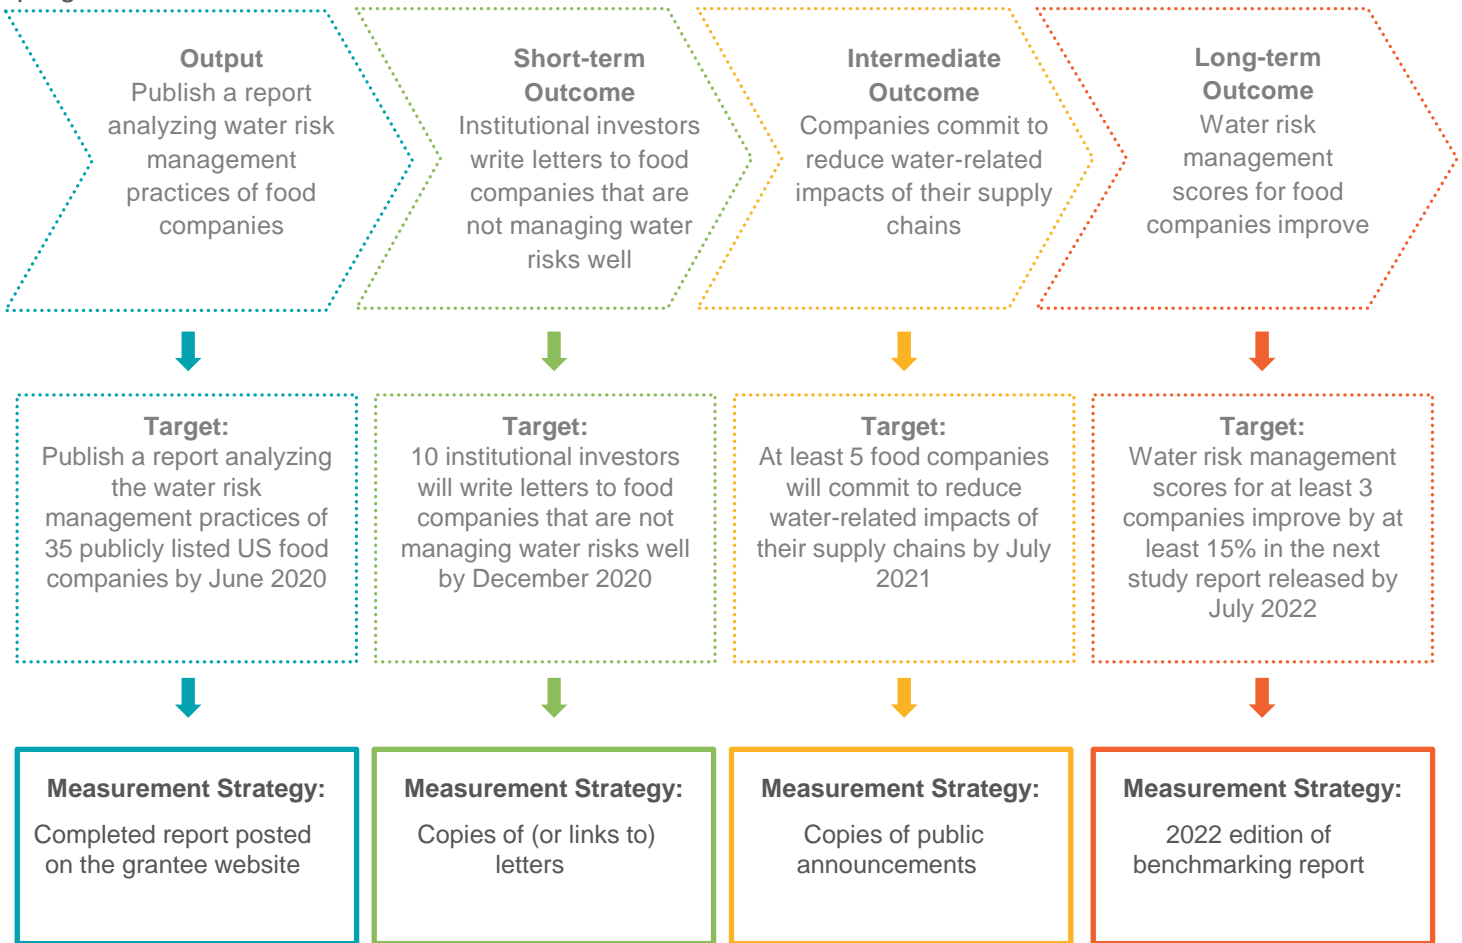 Output
Publish a report
analyzing water risk
management
practices of food
companies
Short-term
Outcome
Institutional investors
write letters to food
companies that are
not managing water
risks well
Intermediate
Outcome
Companies commit to
reduce water-related
impacts of their supply
chains
Long-term
Outcome
Water risk
management
scores for food
companies improve
Target:
Publish a report analyzing
the water risk
management practices of
35 publicly listed US food
companies by June 2020
Target:
10 institutional investors
will write letters to food
companies that are not
managing water risks well
by December 2020
Target:
At least 5 food companies
will commit to reduce
water-related impacts of
their supply chains by July
2021
Target:
Water risk management
scores for at least 3
companies improve by at
least 15% in the next
study report released by
July 2022
Measurement Strategy:
Completed report posted
on the grantee website
Measurement Strategy:
Copies of (or links to)
letters
Measurement Strategy:
Copies of public
announcements
Measurement Strategy:
2022 edition of
benchmarking report